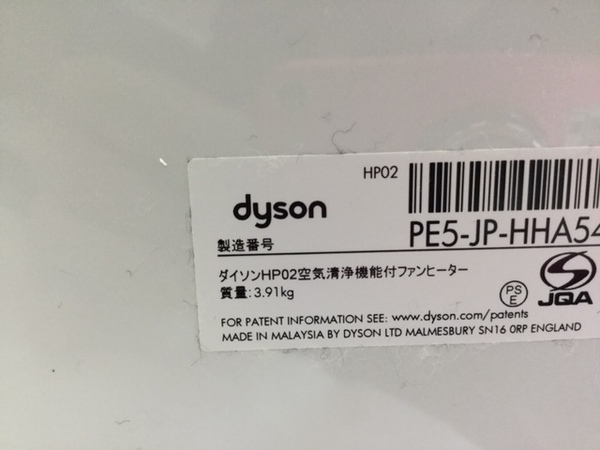 HP02
dyson
製造番号
PE5-JP-HHA54
ダイソンHP02空気清浄機能付ファンヒーター
質量:3.91kg
PS
E
JQA
FOR PATENT INFORMATION SEE: www.dyson.com/patents
MADE IN MALAYSIA BY DYSON LTD MALMESBURY SN16 0RP ENGLAND